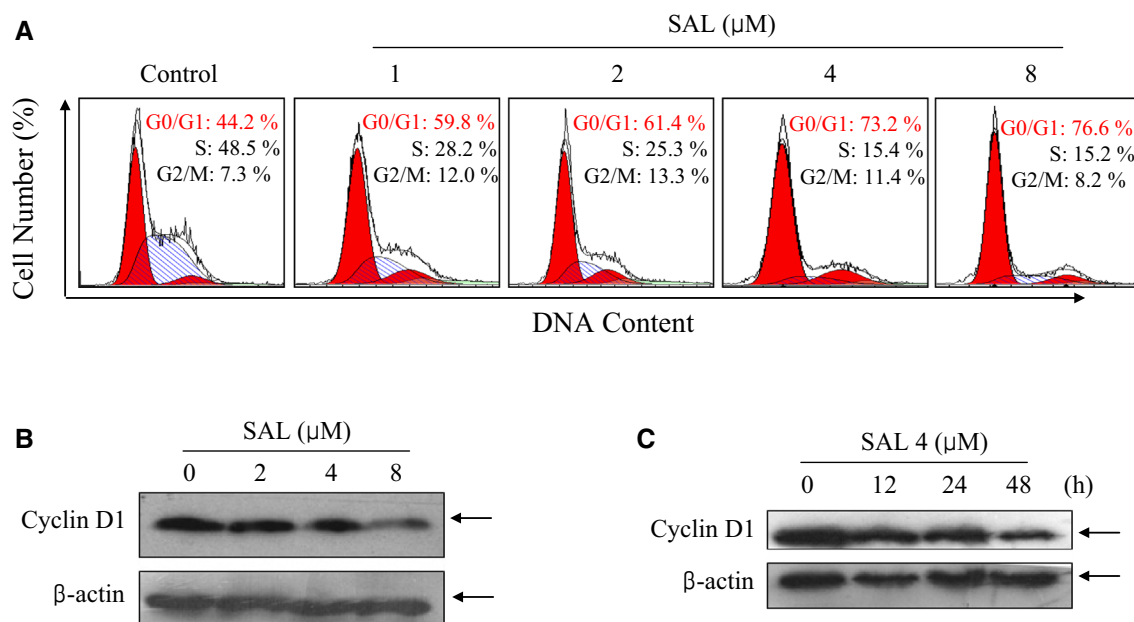 A
SAL (μM)
Control 1 2 4 8
Cell Number (%)
G0/G1: 44.2 %
S: 48.5 %
G2/M: 7.3 %
G0/G1: 59.8 %
S: 28.2 %
G2/M: 12.0 %
G0/G1: 61.4 %
S: 25.3 %
G2/M: 13.3 %
G0/G1: 73.2 %
S: 15.4 %
G2/M: 11.4 %
G0/G1: 76.6 %
S: 15.2 %
G2/M: 8.2 %
DNA Content
B
SAL (μM)
0 2 4 8
Cyclin D1
β-actin
C
SAL 4 (μM)
0 12 24 48 (h)
Cyclin D1
β-actin